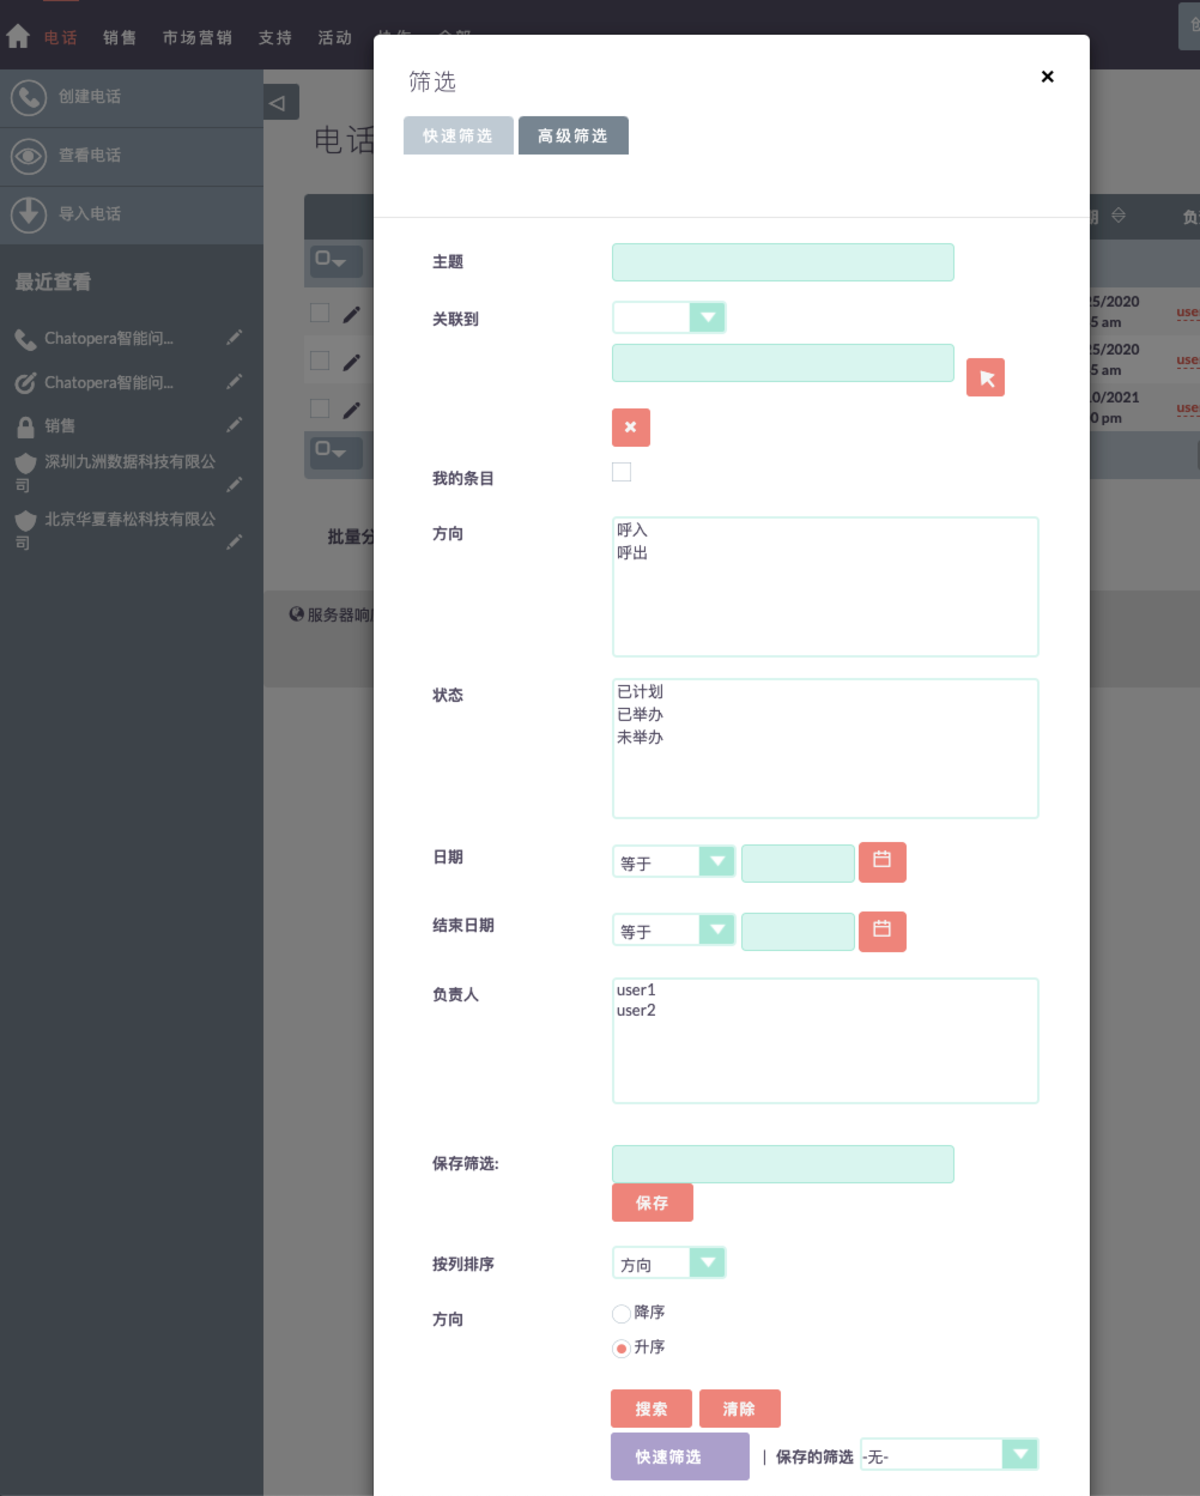 电话 销售 市场营销 支持 活动
创建电话
查看电话
导入电话
最近查看
Chatopera智能问...
Chatopera智能问...
销售
深圳九洲数据科技有限公
司
北京华夏春松科技有限公
司
电话
批量分
服务器响
筛选
快速筛选 高级筛选
主题
关联到
我的条目
方向
呼入
呼出
状态
已计划
已举办
未举办
日期 等于
结束日期 等于
负责人
user1
user2
保存筛选:
保存
按列排序 方向
方向
降序
升序
搜索 清除
快速筛选 | 保存的筛选 -无-
期 负
5/2020
5 am
use
5/2020
5 am
use
0/2021
0 pm
use